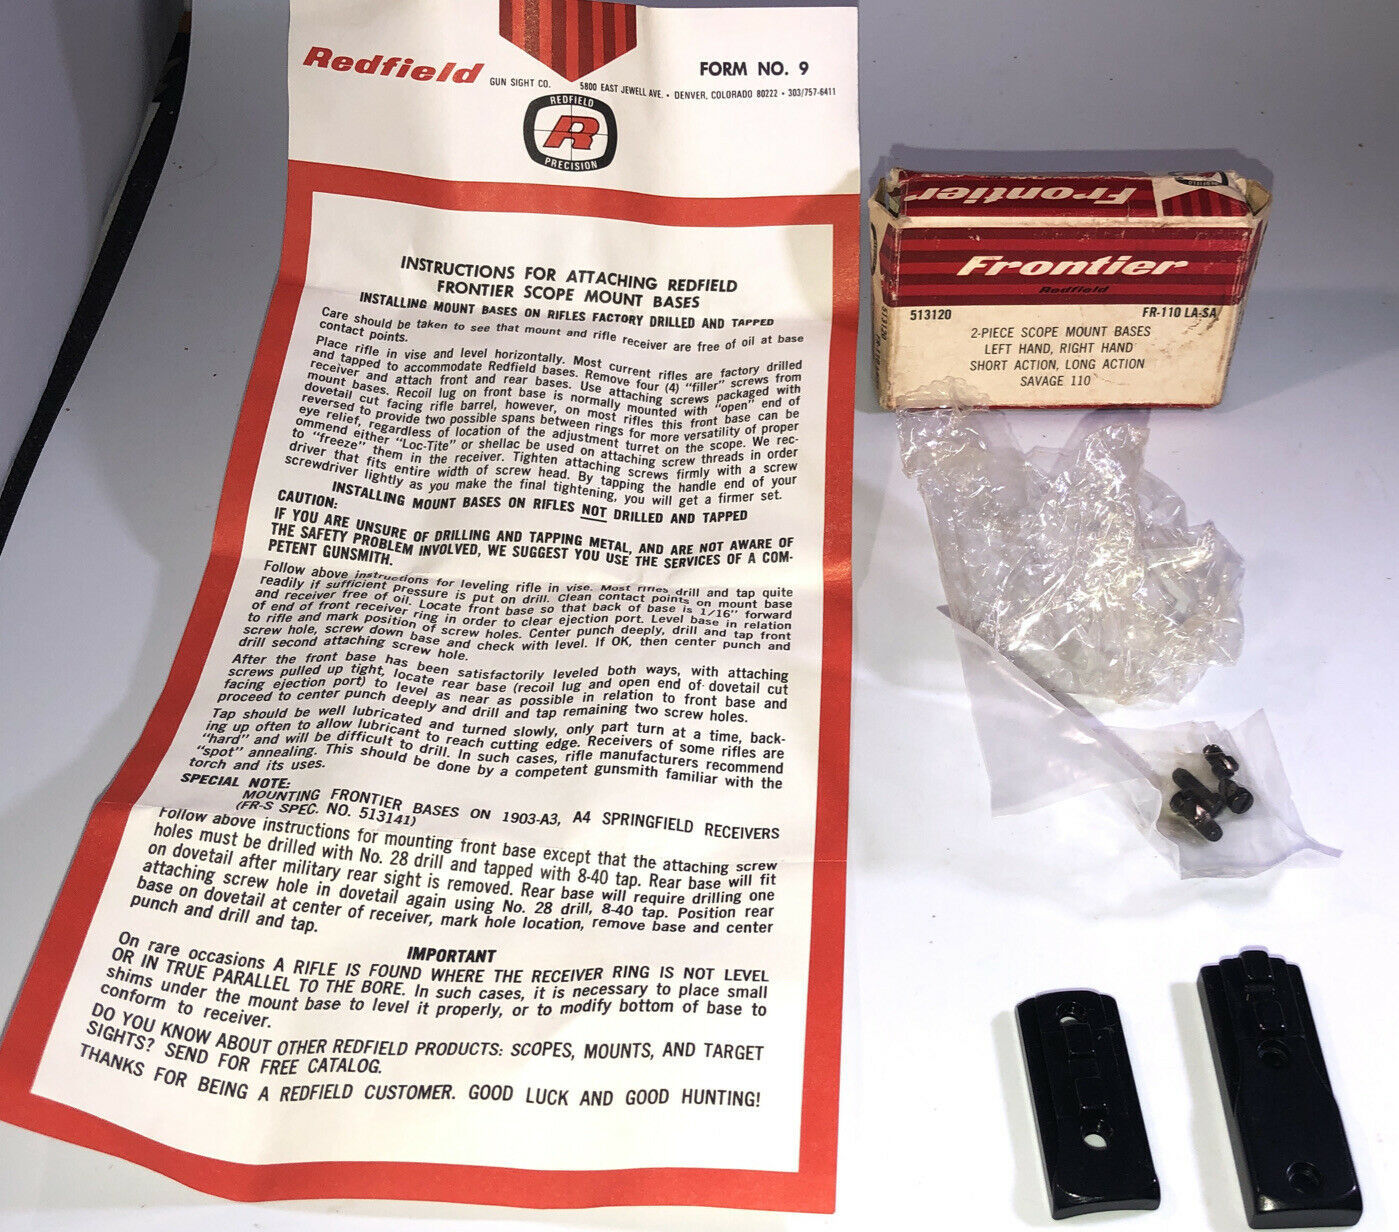 Redfield
GUN SIGHT CO.
5800 EAST JEWELL AVE. • DENVER, COLORADO 80222 • 303/757-6411
FORM NO. 9
REDFIELD
R
PRECISION
INSTRUCTIONS FOR ATTACHING REDFIELD
FRONTIER SCOPE MOUNT BASES
INSTALLING MOUNT BASES ON RIFLES FACTORY DRILLED AND TAPPED
Care should be taken to see that mount and rifle receiver are free of oil at base
contact points.
Place rifle in vise and level horizontally. Most current rifles are factory drilled
and tapped to accommodate Redfield bases. Remove four (4) "filler" screws from
receiver and attach front and rear bases. Use attaching screws packaged with
mount bases. Recoil lug on front base is normally mounted with "open" end of
dovetail cut facing rifle barrel, however, on most rifles this front base can be
reversed to provide two possible spans between rings for more versatility of proper
eye relief, regardless of location of the adjustment turret on the scope. We rec-
ommend either "Loc-Tite" or shellac be used on attaching screw threads in order
to "freeze" them in the receiver. Tighten attaching screws firmly with a screw
driver that fits entire width of screw head. By tapping the handle end of your
screwdriver lightly as you make the final tightening, you will get a firmer set.
INSTALLING MOUNT BASES ON RIFLES NOT DRILLED AND TAPPED
CAUTION:
IF YOU ARE UNSURE OF DRILLING AND TAPPING METAL, AND ARE NOT AWARE OF
THE SAFETY PROBLEM INVOLVED, WE SUGGEST YOU USE THE SERVICES OF A COM-
PETENT GUNSMITH.
Follow above instructions for leveling rifle in vise. Most rifles drill and tap quite
readily if sufficient pressure is put on drill. Clean contact points on mount base
and receiver free of oil. Locate front base so that back of base is 1/16" forward
of end of front receiver ring in order to clear ejection port. Level base in relation
to rifle and mark position of screw holes. Center punch deeply, drill and tap front
screw hole, screw down base and check with level. If OK, then center punch and
drill second attaching screw hole.
After the front base has been satisfactorily leveled both ways, with attaching
screws pulled up tight, locate rear base (recoil lug and open end of dovetail cut
facing ejection port) to level as near as possible in relation to front base and
proceed to center punch deeply and drill and tap remaining two screw holes.
Tap should be well lubricated and turned slowly, only part turn at a time, back-
ing up often to allow lubricant to reach cutting edge. Receivers of some rifles are
"hard" and will be difficult to drill. In such cases, rifle manufacturers recommend
"spot" annealing. This should be done by a competent gunsmith familiar with the
torch and its uses.
SPECIAL NOTE:
MOUNTING FRONTIER BASES ON 1903-A3, A4 SPRINGFIELD RECEIVERS
(FR-S SPEC. NO. 513141)
Follow above instructions for mounting front base except that the attaching screw
holes must be drilled with No. 28 drill and tapped with 8-40 tap. Rear base will fit
on dovetail after military rear sight is removed. Rear base will require drilling one
attaching screw hole in dovetail again using No. 28 drill, 8-40 tap. Position rear
base on dovetail at center of receiver, mark hole location, remove base and center
punch and drill and tap.
IMPORTANT
On rare occasions A RIFLE IS FOUND WHERE THE RECEIVER RING IS NOT LEVEL
OR IN TRUE PARALLEL TO THE BORE. In such cases, it is necessary to place small
shims under the mount base to level it properly, or to modify bottom of base to
conform to receiver.
DO YOU KNOW ABOUT OTHER REDFIELD PRODUCTS: SCOPES, MOUNTS, AND TARGET
SIGHTS? SEND FOR FREE CATALOG.
THANKS FOR BEING A REDFIELD CUSTOMER. GOOD LUCK AND GOOD HUNTING!
Frontier
Frontier
Frontier
Redfield
513120
FR-110 LA-SA
2-PIECE SCOPE MOUNT BASES
LEFT HAND, RIGHT HAND
SHORT ACTION, LONG ACTION
SAVAGE 110